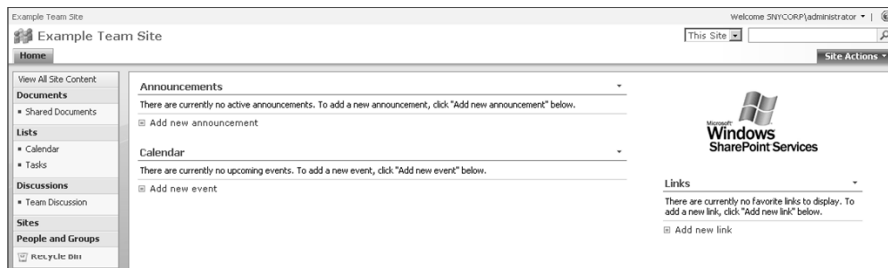 Example Team Site
Welcome SNYCORP\administrator
Example Team Site
This Site
Home
Site Actions
View All Site Content
Documents
Shared Documents
Lists
Calendar
Tasks
Discussions
Team Discussion
Sites
People and Groups
Recycle Bin
Announcements
There are currently no active announcements. To add a new announcement, click "Add new announcement" below.
Add new announcement
Calendar
There are currently no upcoming events. To add a new event, click "Add new event" below.
Add new event
Microsoft
Windows
SharePoint Services
Links
There are currently no favorite links to display. To
add a new link, click "Add new link" below.
Add new link